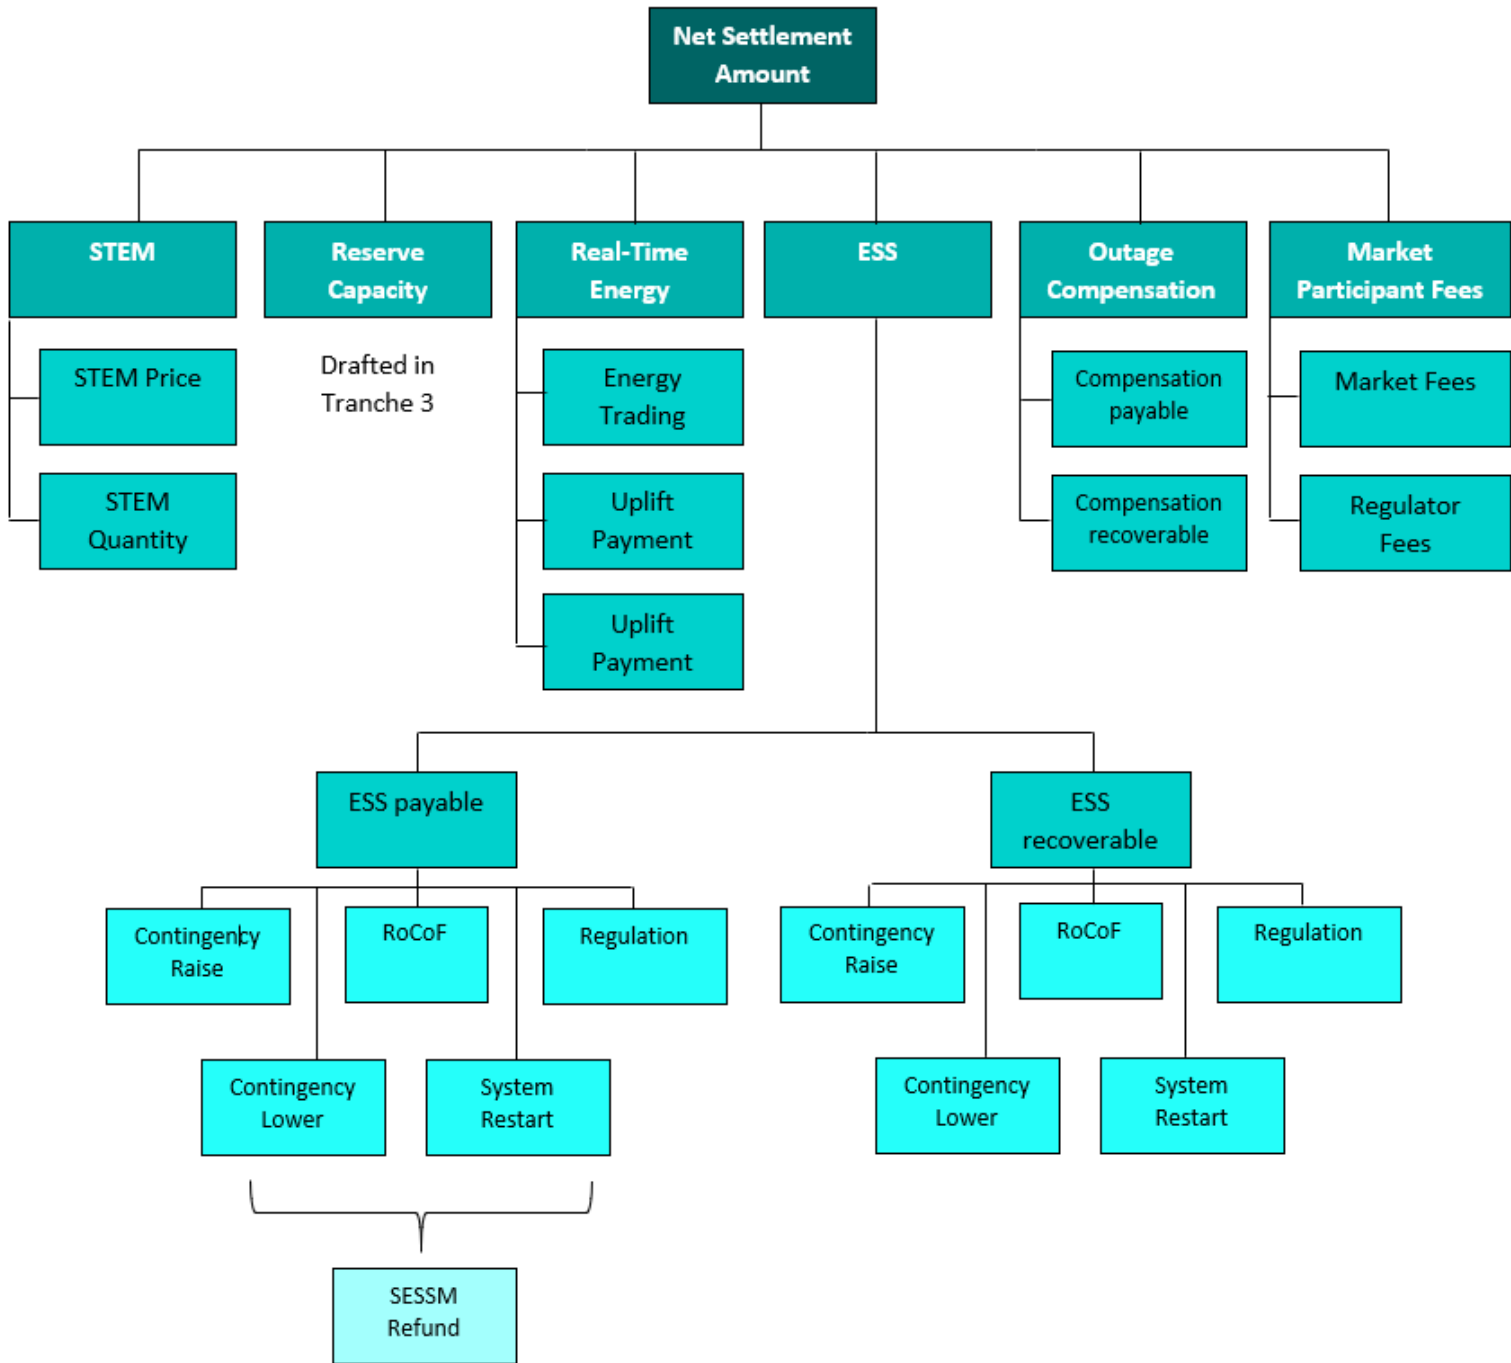 Net Settlement
Amount
STEM
Reserve
Capacity
Real-Time
Energy
ESS
Outage
Compensation
Market
Participant Fees
STEM Price
STEM
Quantity
Drafted in
Tranche 3
Energy
Trading
Uplift
Payment
Uplift
Payment
Compensation
payable
Compensation
recoverable
Market Fees
Regulator
Fees
ESS payable
ESS
recoverable
Contingency
Raise
RoCoF
Regulation
Contingency
Lower
System
Restart
Contingency
Raise
RoCoF
Regulation
Contingency
Lower
System
Restart
SESSM
Refund